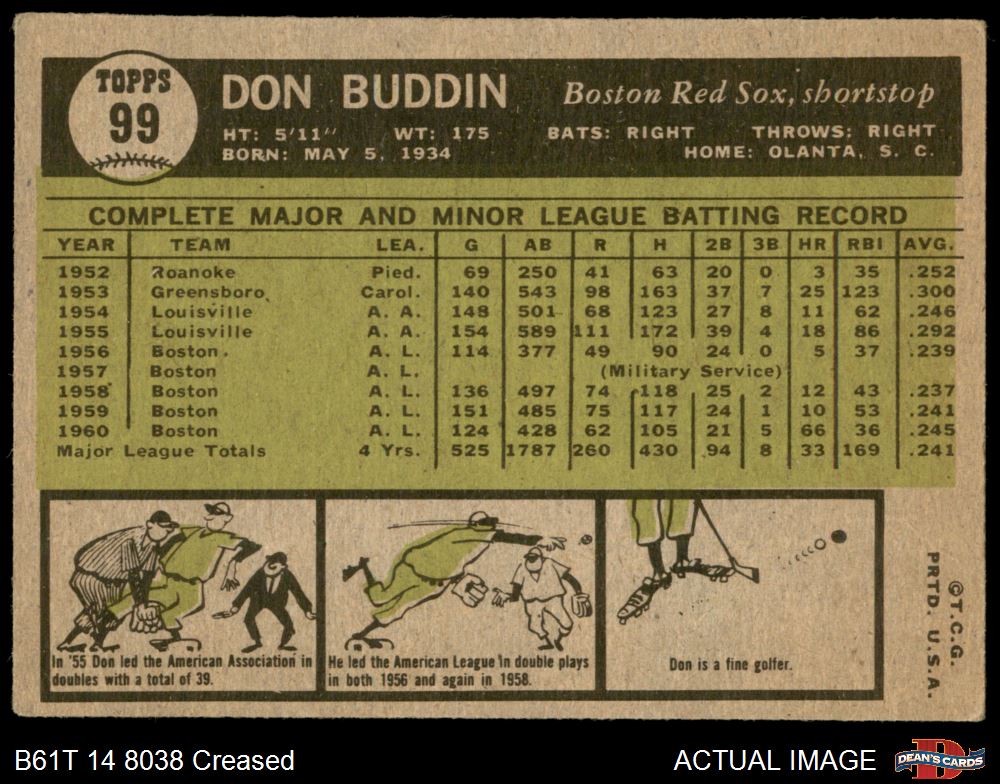 TOPPS
99
DON BUDDIN Boston Red Sox, shortstop
HT: 5'11" WT: 175 BATS: RIGHT THROWS: RIGHT
BORN: MAY 5, 1934 HOME: OLANTA, S. C.
COMPLETE MAJOR AND MINOR LEAGUE BATTING RECORD
YEAR TEAM LEA. G AB R H 2B 3B HR RBI AVG.
1952 Roanoke Pied. 69 250 41 63 20 0 3 35 .252
1953 Greensboro Carol. 140 543 98 163 37 7 25 123 .300
1954 Louisville A. A. 148 501 68 123 27 8 11 62 .246
1955 Louisville A. A. 154 589 111 172 39 4 18 86 .292
1956 Boston A. L. 114 377 49 90 24 0 5 37 .239
1957 Boston A. L. (Military Service)
1958 Boston A. L. 136 497 74 118 25 2 12 43 .237
1959 Boston A. L. 151 485 75 117 24 1 10 53 .241
1960 Boston A. L. 124 428 62 105 21 5 66 36 .245
Major League Totals 4 Yrs. 525 1787 260 430 94 8 33 169 .241
In '55 Don led the American Association in
doubles with a total of 39.
He led the American League in double plays
in both 1956 and again in 1958.
Don is a fine golfer.
©T.C.G.
PRTD. U.S.A.
B61T 14 8038 Creased ACTUAL IMAGE
D
DEAN'S CARDS